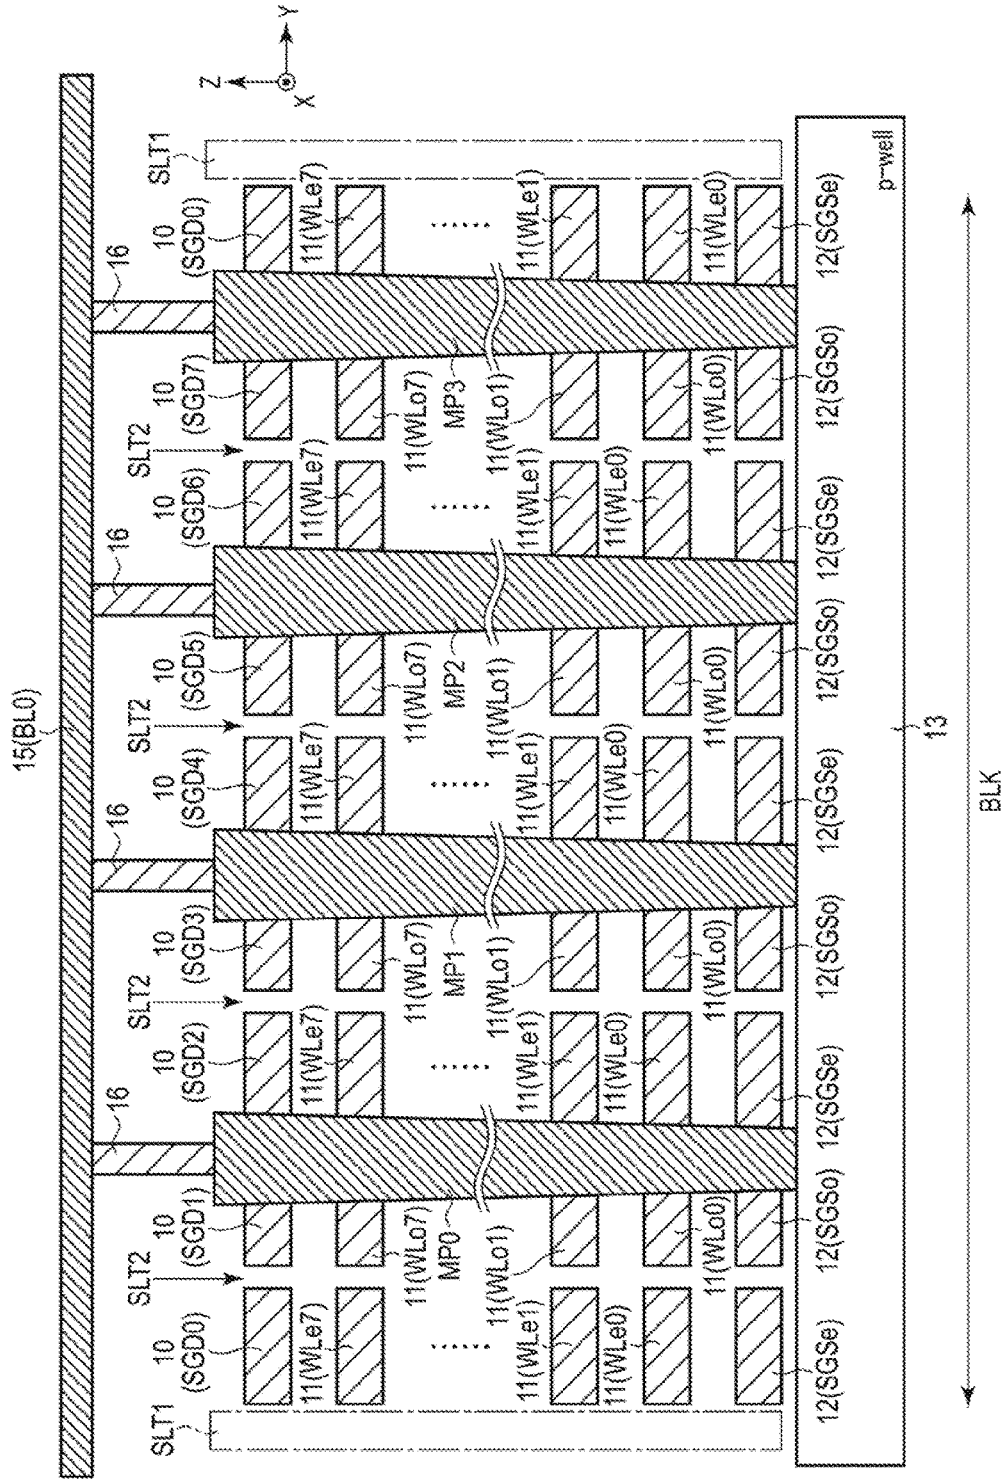 15(BL0)
Y
Z
X
16
16
16
16
SLT1
SLT2
SLT2
SLT2
SLT2
SLT1
10
(SGD0)
10
(SGD1)
10
(SGD2)
10
(SGD3)
10
(SGD4)
10
(SGD5)
10
(SGD6)
10
(SGD7)
10
(SGD0)
11(WLe7)
11(WLe7)
11(WLe7)
11(WLe7)
11(WLe7)
11(WLo7)
11(WLo7)
11(WLo7)
11(WLo7)
MP0
MP1
MP2
MP3
11(WLo1)
11(WLo1)
11(WLo1)
11(WLo1)
11(WLe1)
11(WLe1)
11(WLe1)
11(WLe1)
11(WLe1)
11(WLe0)
11(WLe0)
11(WLe0)
11(WLe0)
11(WLo0)
11(WLo0)
11(WLo0)
11(WLo0)
11(WLe0)
12(SGSe)
12(SGSo)
12(SGSe)
12(SGSo)
12(SGSe)
12(SGSo)
12(SGSe)
12(SGSo)
12(SGSe)
p-well
13
BLK